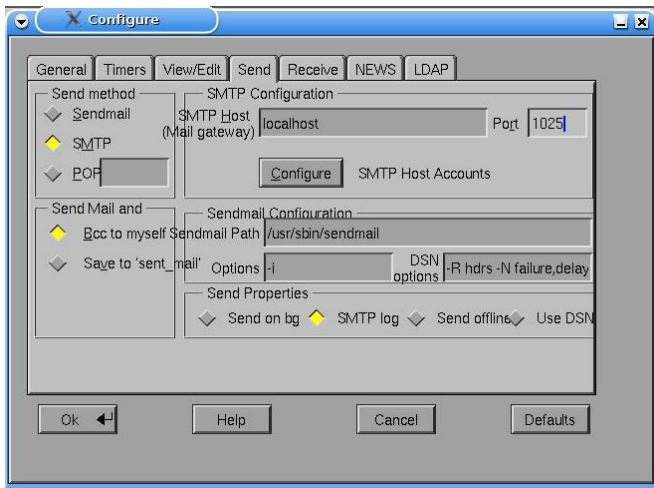 Configure
General Timers View/Edit Send Receive NEWS LDAP
Send method
Sendmail
SMTP
POP
SMTP Configuration
SMTP Host
(Mail gateway)
localhost
Port 1025
Configure SMTP Host Accounts
Send Mail and
Bcc to myself
Save to 'sent_mail'
Sendmail Configuration
Sendmail Path /usr/sbin/sendmail
Options -i
DSN
options
-R hdrs -N failure,delay
Send Properties
Send on bg SMTP log Send offline Use DSN
Ok Help Cancel Defaults